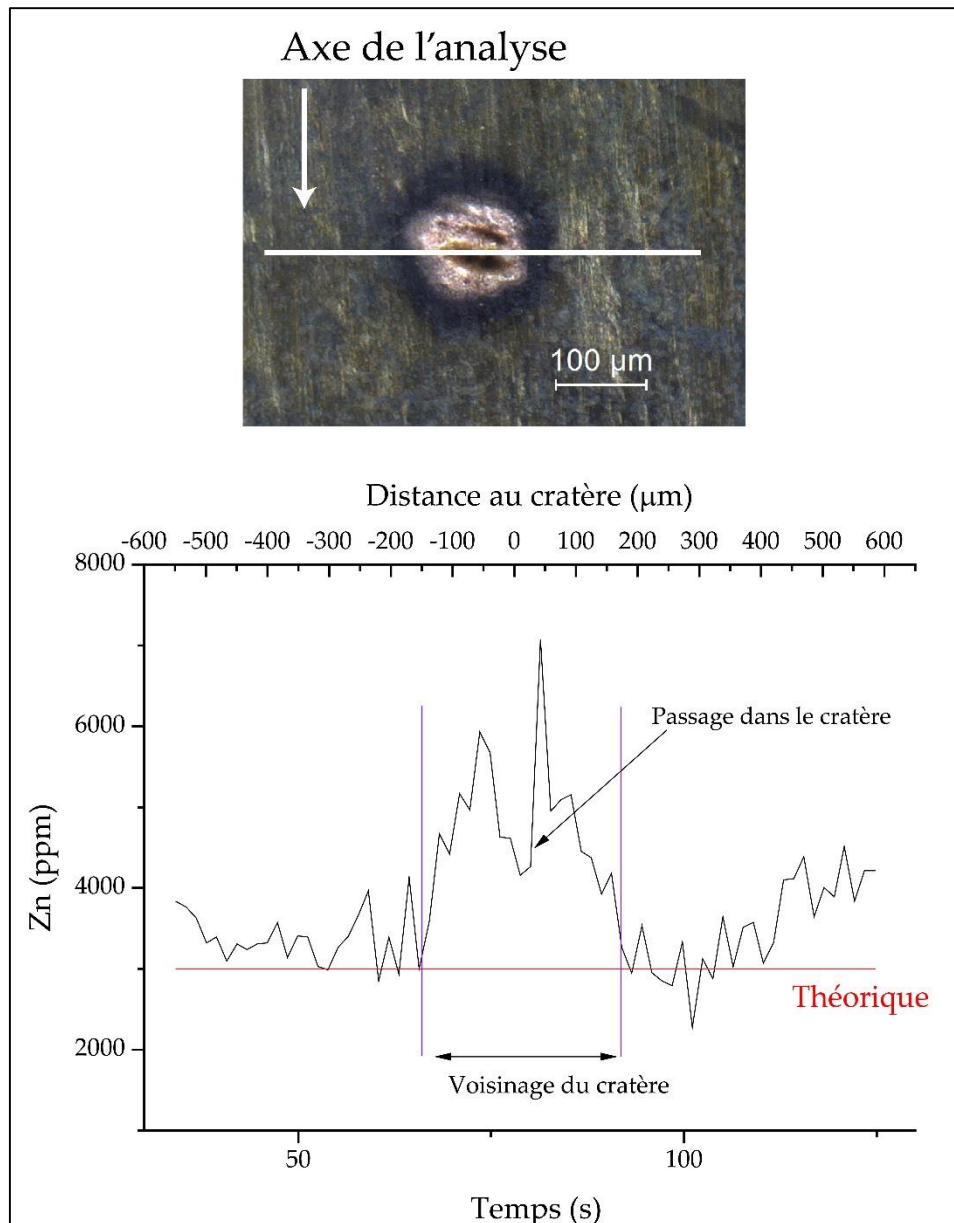 Axe de l'analyse
100 µm
Distance au cratère (µm)
-600 -500 -400 -300 -200 -100 0 100 200 300 400 500 600
8000
6000
4000
2000
Zn (ppm)
Passage dans le cratère
Théorique
Voisinage du cratère
50 100
Temps (s)